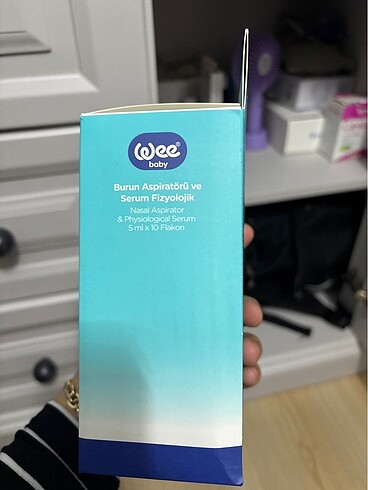 wee
baby
Burun Aspiratörü ve
Serum Fizyolojik
Nasal Aspirator
& Physiological Serum
5 ml x 10 Flakon